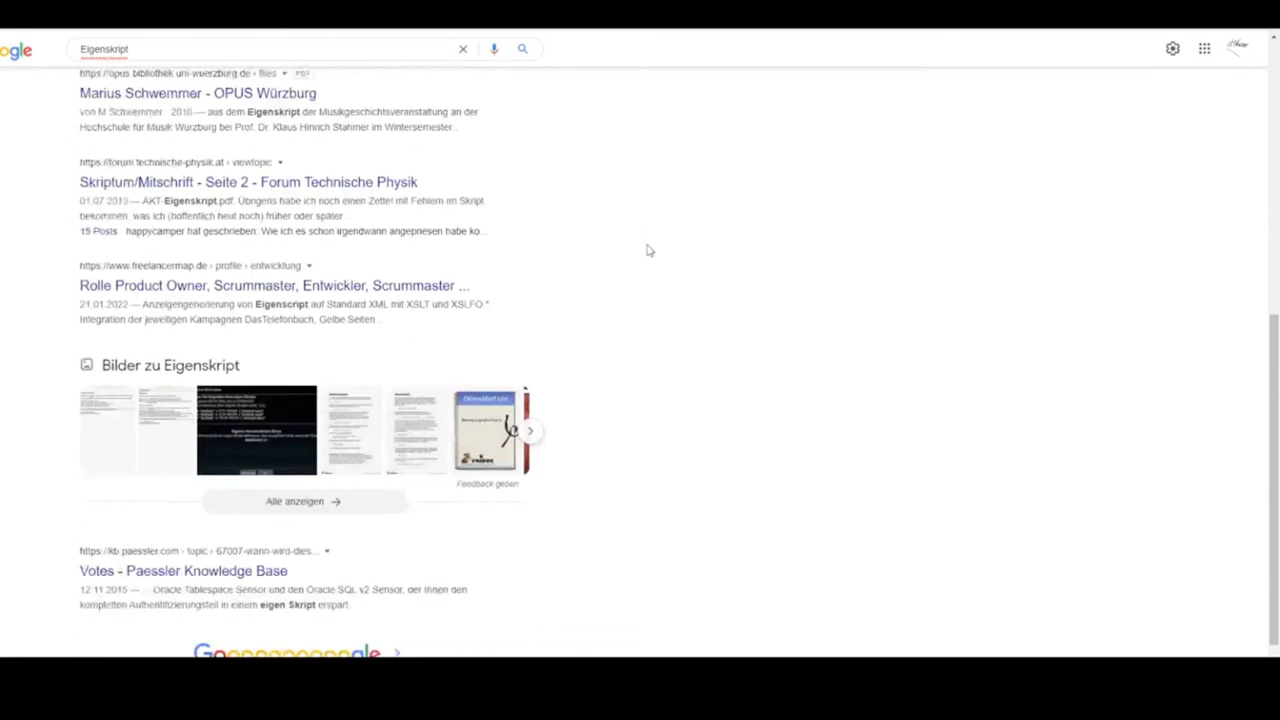 ogle Eigenskript
https://opus.bibliothek.uni-wuerzburg.de › files PDF
Marius Schwemmer - OPUS Würzburg
von M Schwemmer · 2016 — aus dem Eigenskript der Musikgeschichtsveranstaltung an der
Hochschule für Musik Würzburg bei Prof. Dr. Klaus Hinrich Stahmer im Wintersemester...
https://forum.technische-physik.at › viewtopic
Skriptum/Mitschrift - Seite 2 - Forum Technische Physik
01.07.2013 — AKT-Eigenskript.pdf. Übrigens habe ich noch einen Zettel mit Fehlern im Skript
bekommen, was ich (hoffentlich heut noch) früher oder später ...
15 Posts happycamper hat geschrieben: Wie ich es schon irgendwann angepriesen habe ko...
https://www.freelancermap.de › profile › entwicklung
Rolle Product Owner, Scrummaster, Entwickler, Scrummaster ...
21.01.2022 — Anzeigengenerierung von Eigenscript auf Standard XML mit XSLT und XSLFO *
Integration der jeweiligen Kampagnen DasTelefonbuch, Gelbe Seiten...
Bilder zu Eigenskript
Feedback geben
Alle anzeigen
https://kb.paessler.com › topic › 67007-wann-wird-dies...
Votes - Paessler Knowledge Base
12.11.2015 — ... Oracle Tablespace Sensor und den Oracle SQL v2 Sensor, der Ihnen den
kompletten Authentifizierungsteil in einem eigen Skript erspart
Goooooooooogle